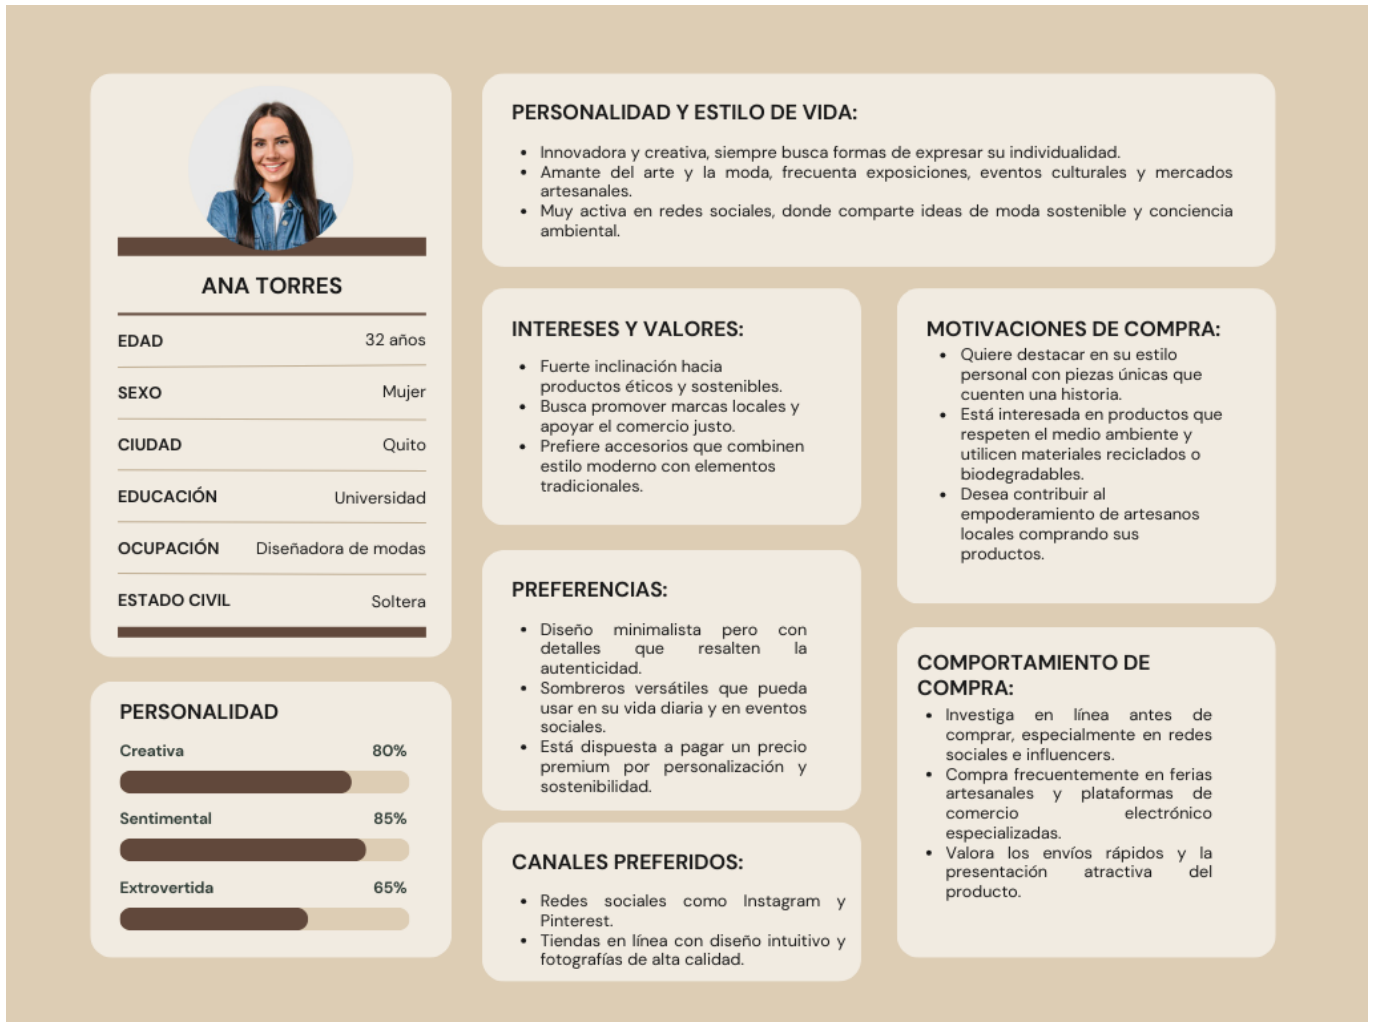 ANA TORRES
EDAD 32 años
SEXO Mujer
CIUDAD Quito
EDUCACIÓN Universidad
OCUPACIÓN Diseñadora de modas
ESTADO CIVIL Soltera
PERSONALIDAD
Creativa 80%
Sentimental 85%
Extrovertida 65%
PERSONALIDAD Y ESTILO DE VIDA:
• Innovadora y creativa, siempre busca formas de expresar su individualidad.
• Amante del arte y la moda, frecuenta exposiciones, eventos culturales y mercados
artesanales.
• Muy activa en redes sociales, donde comparte ideas de moda sostenible y conciencia
ambiental.
INTERESES Y VALORES:
• Fuerte inclinación hacia
productos éticos y sostenibles.
• Busca promover marcas locales y
apoyar el comercio justo.
• Prefiere accesorios que combinen
estilo moderno con elementos
tradicionales.
PREFERENCIAS:
• Diseño minimalista pero con
detalles que resalten la
autenticidad.
• Sombreros versátiles que pueda
usar en su vida diaria y en eventos
sociales.
• Está dispuesta a pagar un precio
premium por personalización y
sostenibilidad.
CANALES PREFERIDOS:
• Redes sociales como Instagram y
Pinterest.
• Tiendas en línea con diseño intuitivo y
fotografías de alta calidad.
MOTIVACIONES DE COMPRA:
• Quiere destacar en su estilo
personal con piezas únicas que
cuenten una historia.
• Está interesada en productos que
respeten el medio ambiente y
utilicen materiales reciclados o
biodegradables.
• Desea contribuir al
empoderamiento de artesanos
locales comprando sus
productos.
COMPORTAMIENTO DE
COMPRA:
• Investiga en línea antes de
comprar, especialmente en redes
sociales e influencers.
• Compra frecuentemente en ferias
artesanales y plataformas de
comercio electrónico
especializadas.
• Valora los envíos rápidos y la
presentación atractiva del
producto.